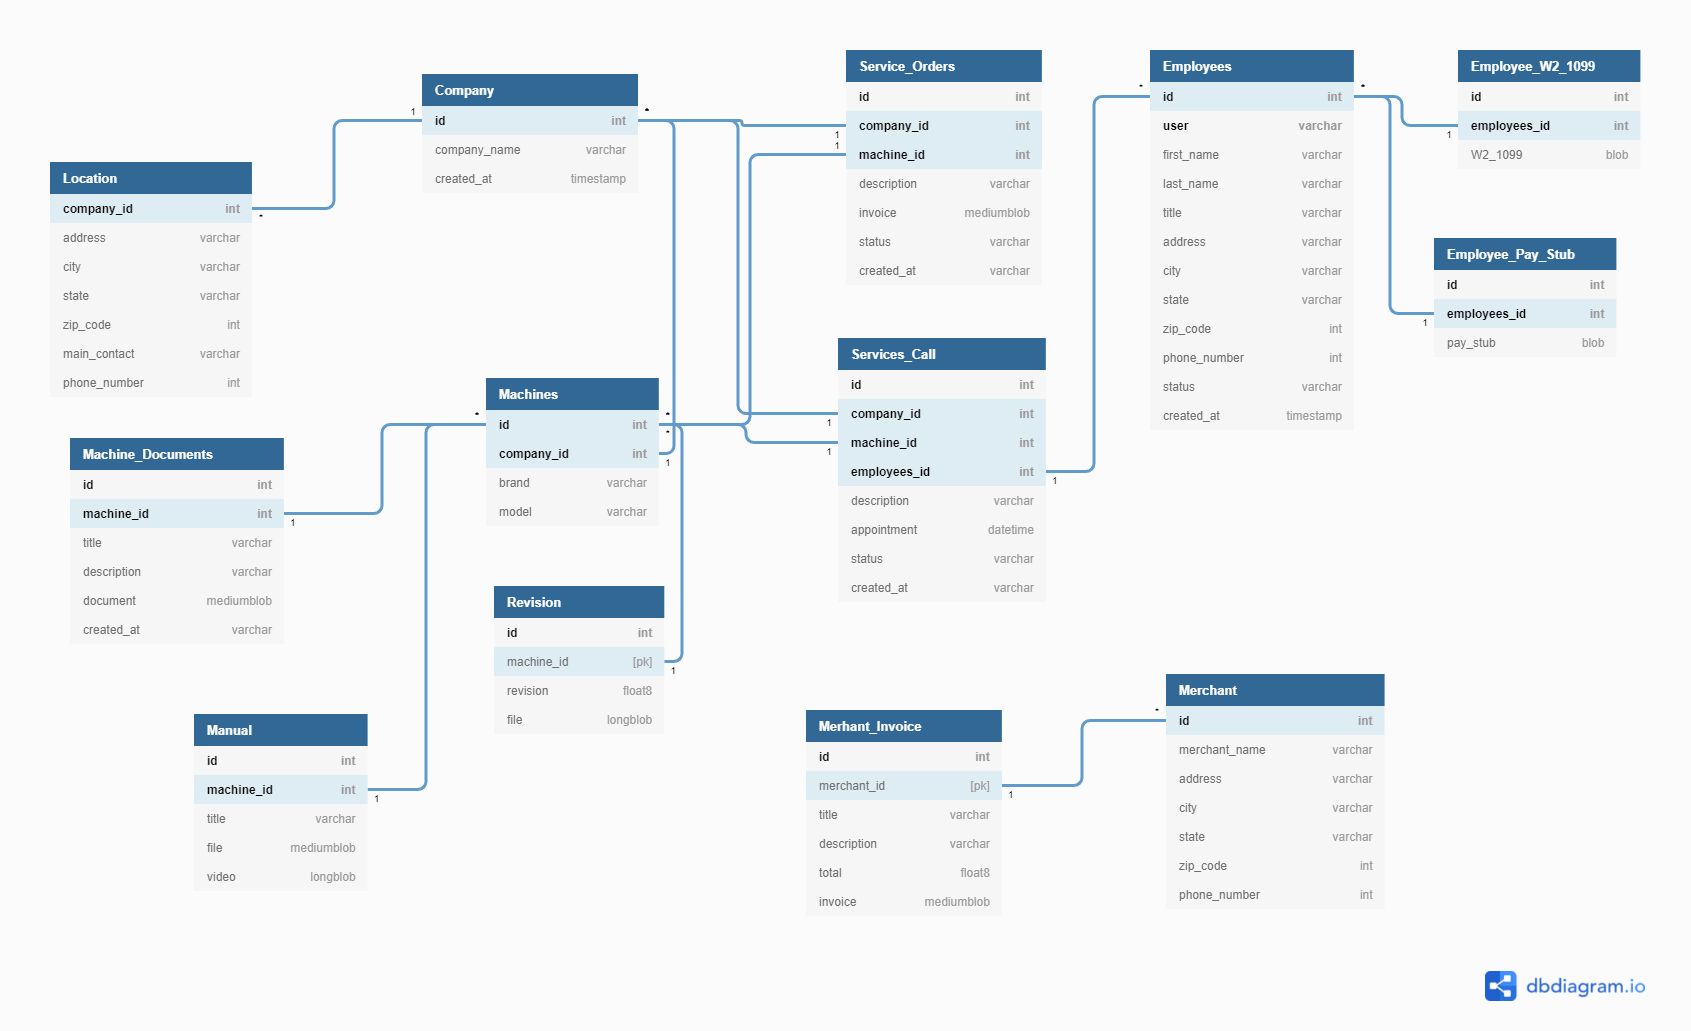 Location
company_id int
address varchar
city varchar
state varchar
zip_code int
main_contact varchar
phone_number int
Company
id int
company_name varchar
created_at timestamp
Service_Orders
id int
company_id int
machine_id int
description varchar
invoice mediumblob
status varchar
created_at varchar
Employees
id int
user varchar
first_name varchar
last_name varchar
title varchar
address varchar
city varchar
state varchar
zip_code int
phone_number int
status varchar
created_at timestamp
Employee_W2_1099
id int
employees_id int
W2_1099 blob
Employee_Pay_Stub
id int
employees_id int
pay_stub blob
Machine_Documents
id int
machine_id int
title varchar
description varchar
document mediumblob
created_at varchar
Machines
id int
company_id int
brand varchar
model varchar
Services_Call
id int
company_id int
machine_id int
employees_id int
description varchar
appointment datetime
status varchar
created_at varchar
Revision
id int
machine_id [pk]
revision float8
file longblob
Manual
id int
machine_id int
title varchar
file mediumblob
video longblob
Merhant_Invoice
id int
merchant_id [pk]
title varchar
description varchar
total float8
invoice mediumblob
Merchant
id int
merchant_name varchar
address varchar
city varchar
state varchar
zip_code int
phone_number int
1
*
*
1
1
*
*
1
1
*
*
*
1
1
1
1
1
1
1
*
1
dbdiagram.io